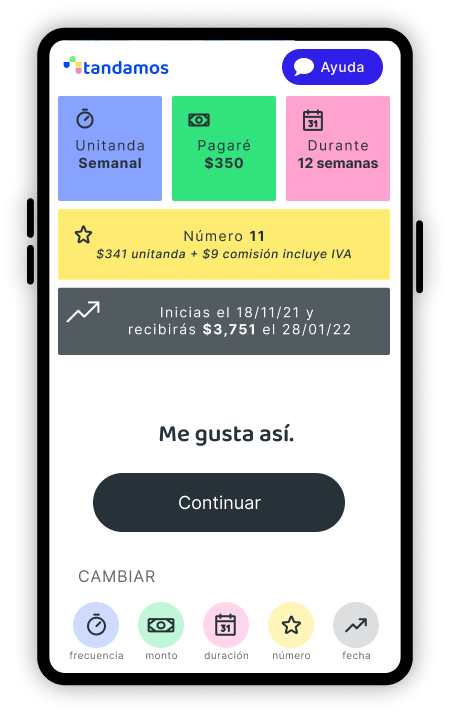 tandamos
Ayuda
Unitanda
Semanal
Pagaré
$350
31
Durante
12 semanas
Número 11
$341 unitanda + $9 comisión incluye IVA
Inicias el 18/11/21 y
recibirás $3,751 el 28/01/22
Me gusta así.
Continuar
CAMBIAR
31
frecuencia
monto
duración
número
fecha